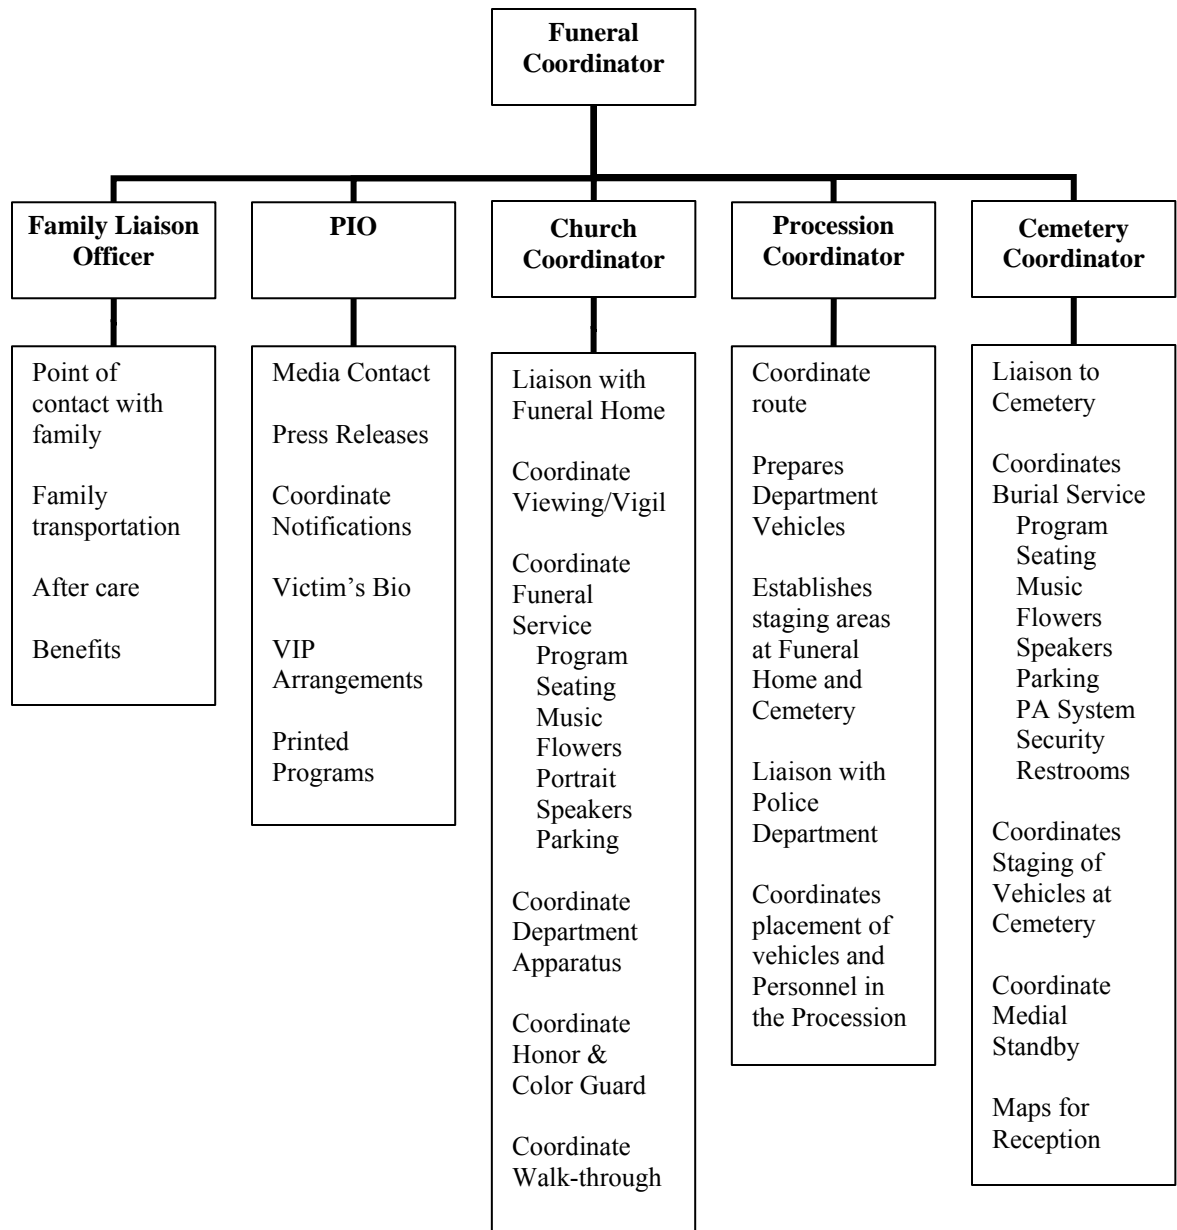 Funeral
Coordinator
Family Liaison
Officer
PIO
Church
Coordinator
Procession
Coordinator
Cemetery
Coordinator
Point of
contact with
family
Family
transportation
After care
Benefits
Media Contact
Press Releases
Coordinate
Notifications
Victim’s Bio
VIP
Arrangements
Printed
Programs
Liaison with
Funeral Home
Coordinate
Viewing/Vigil
Coordinate
Funeral
Service
Program
Seating
Music
Flowers
Portrait
Speakers
Parking
Coordinate
Department
Apparatus
Coordinate
Honor &
Color Guard
Coordinate
Walk-through
Coordinate
route
Prepares
Department
Vehicles
Establishes
staging areas
at Funeral
Home and
Cemetery
Liaison with
Police
Department
Coordinates
placement of
vehicles and
Personnel in
the Procession
Liaison to
Cemetery
Coordinates
Burial Service
Program
Seating
Music
Flowers
Speakers
Parking
PA System
Security
Restrooms
Coordinates
Staging of
Vehicles at
Cemetery
Coordinate
Medial
Standby
Maps for
Reception